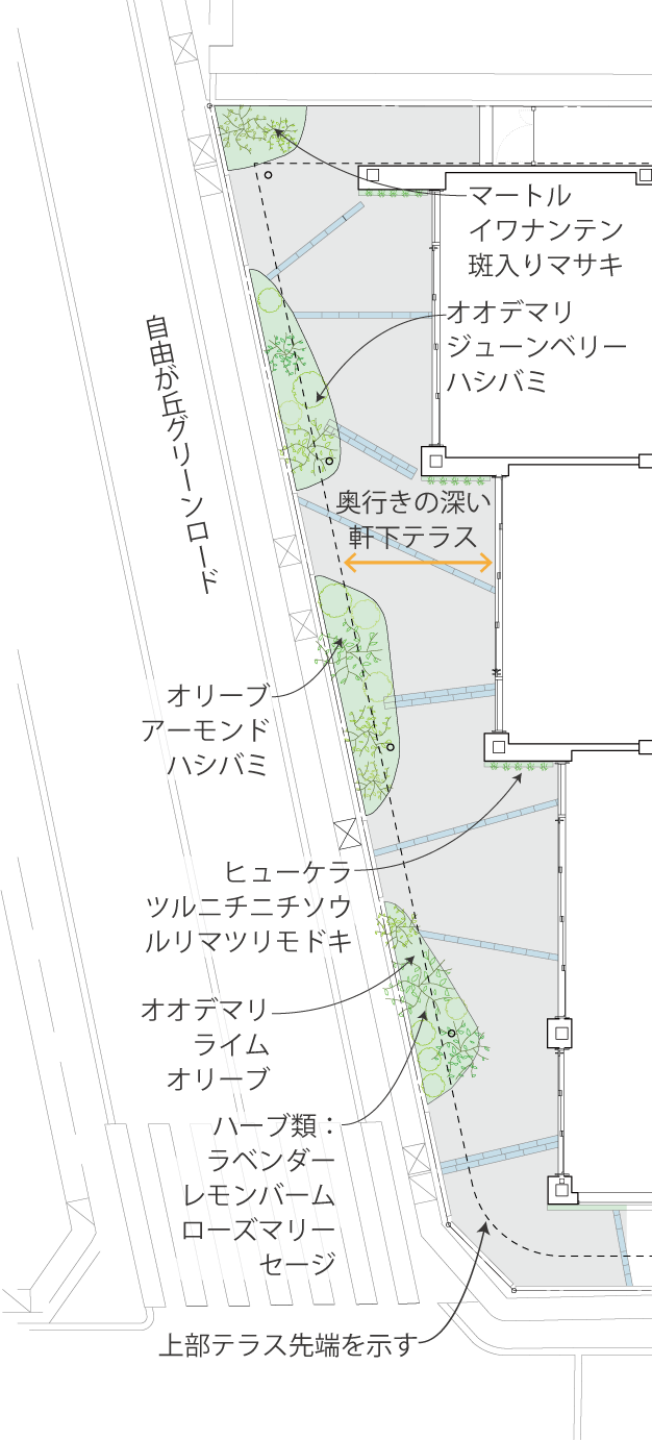 マートル
イワナンテン
斑入りマサキ
オオデマリ
ジューンベリー
ハシバミ
自由が丘グリーンロード
奥行きの深い
軒下テラス
オリーブ
アーモンド
ハシバミ
ヒューケラ
ツルニチニチソウ
ルリマツリモドキ
オオデマリ
ライム
オリーブ
ハーブ類：
ラベンダー
レモンバーム
ローズマリー
セージ
上部テラス先端を示す